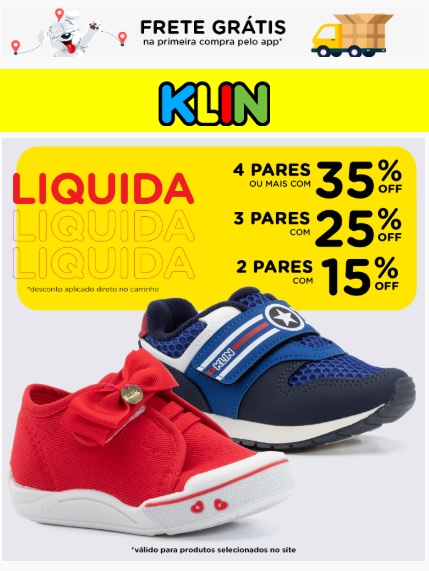 FRETE GRÁTIS
na primeira compra pelo app*
KLIN
LIQUIDA
LIQUIDA
LIQUIDA
*desconto aplicado direto no carrinho
4 PARES
OU MAIS COM
35%
OFF
3 PARES
COM
25%
OFF
2 PARES
COM
15%
OFF
KLIN
*válido para produtos selecionados no site